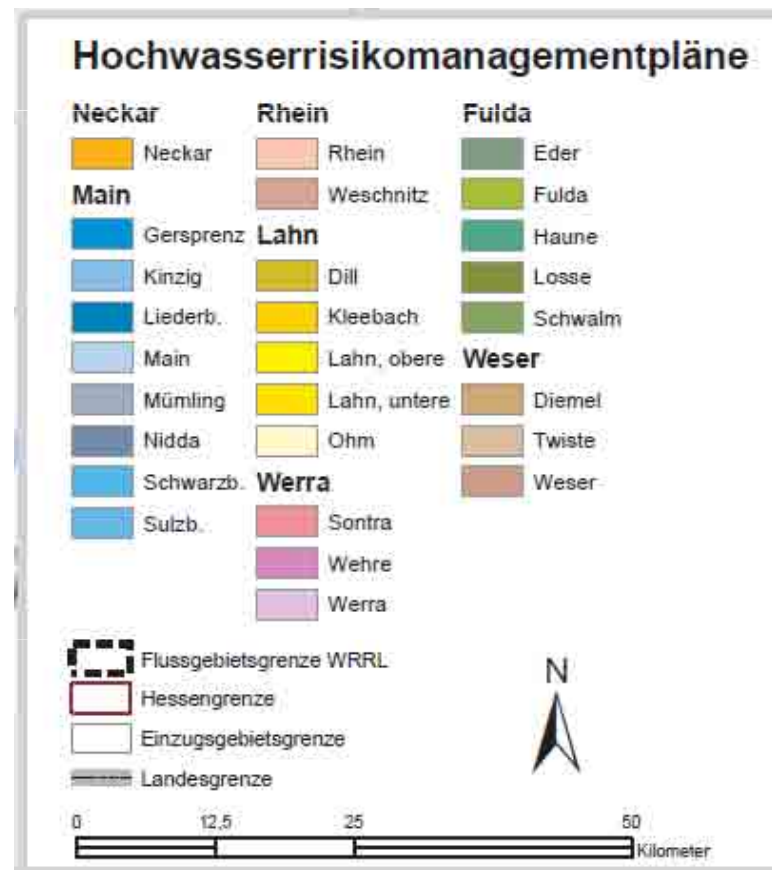 Hochwasserrisikomanagementpläne
Neckar
Neckar
Main
Gersprenz
Kinzig
Liederb.
Main
Mümling
Nidda
Schwarzb.
Sulzb.
Rhein
Rhein
Weschnitz
Lahn
Dill
Kleebach
Lahn, obere
Lahn, untere
Ohm
Werra
Sontra
Wehre
Werra
Fulda
Eder
Fulda
Haune
Losse
Schwalm
Weser
Diemel
Twiste
Weser
Flussgebietsgrenze WRRL
Hessengrenze
Einzugsgebietsgrenze
Landesgrenze
N
0 12,5 25 50
Kilometer